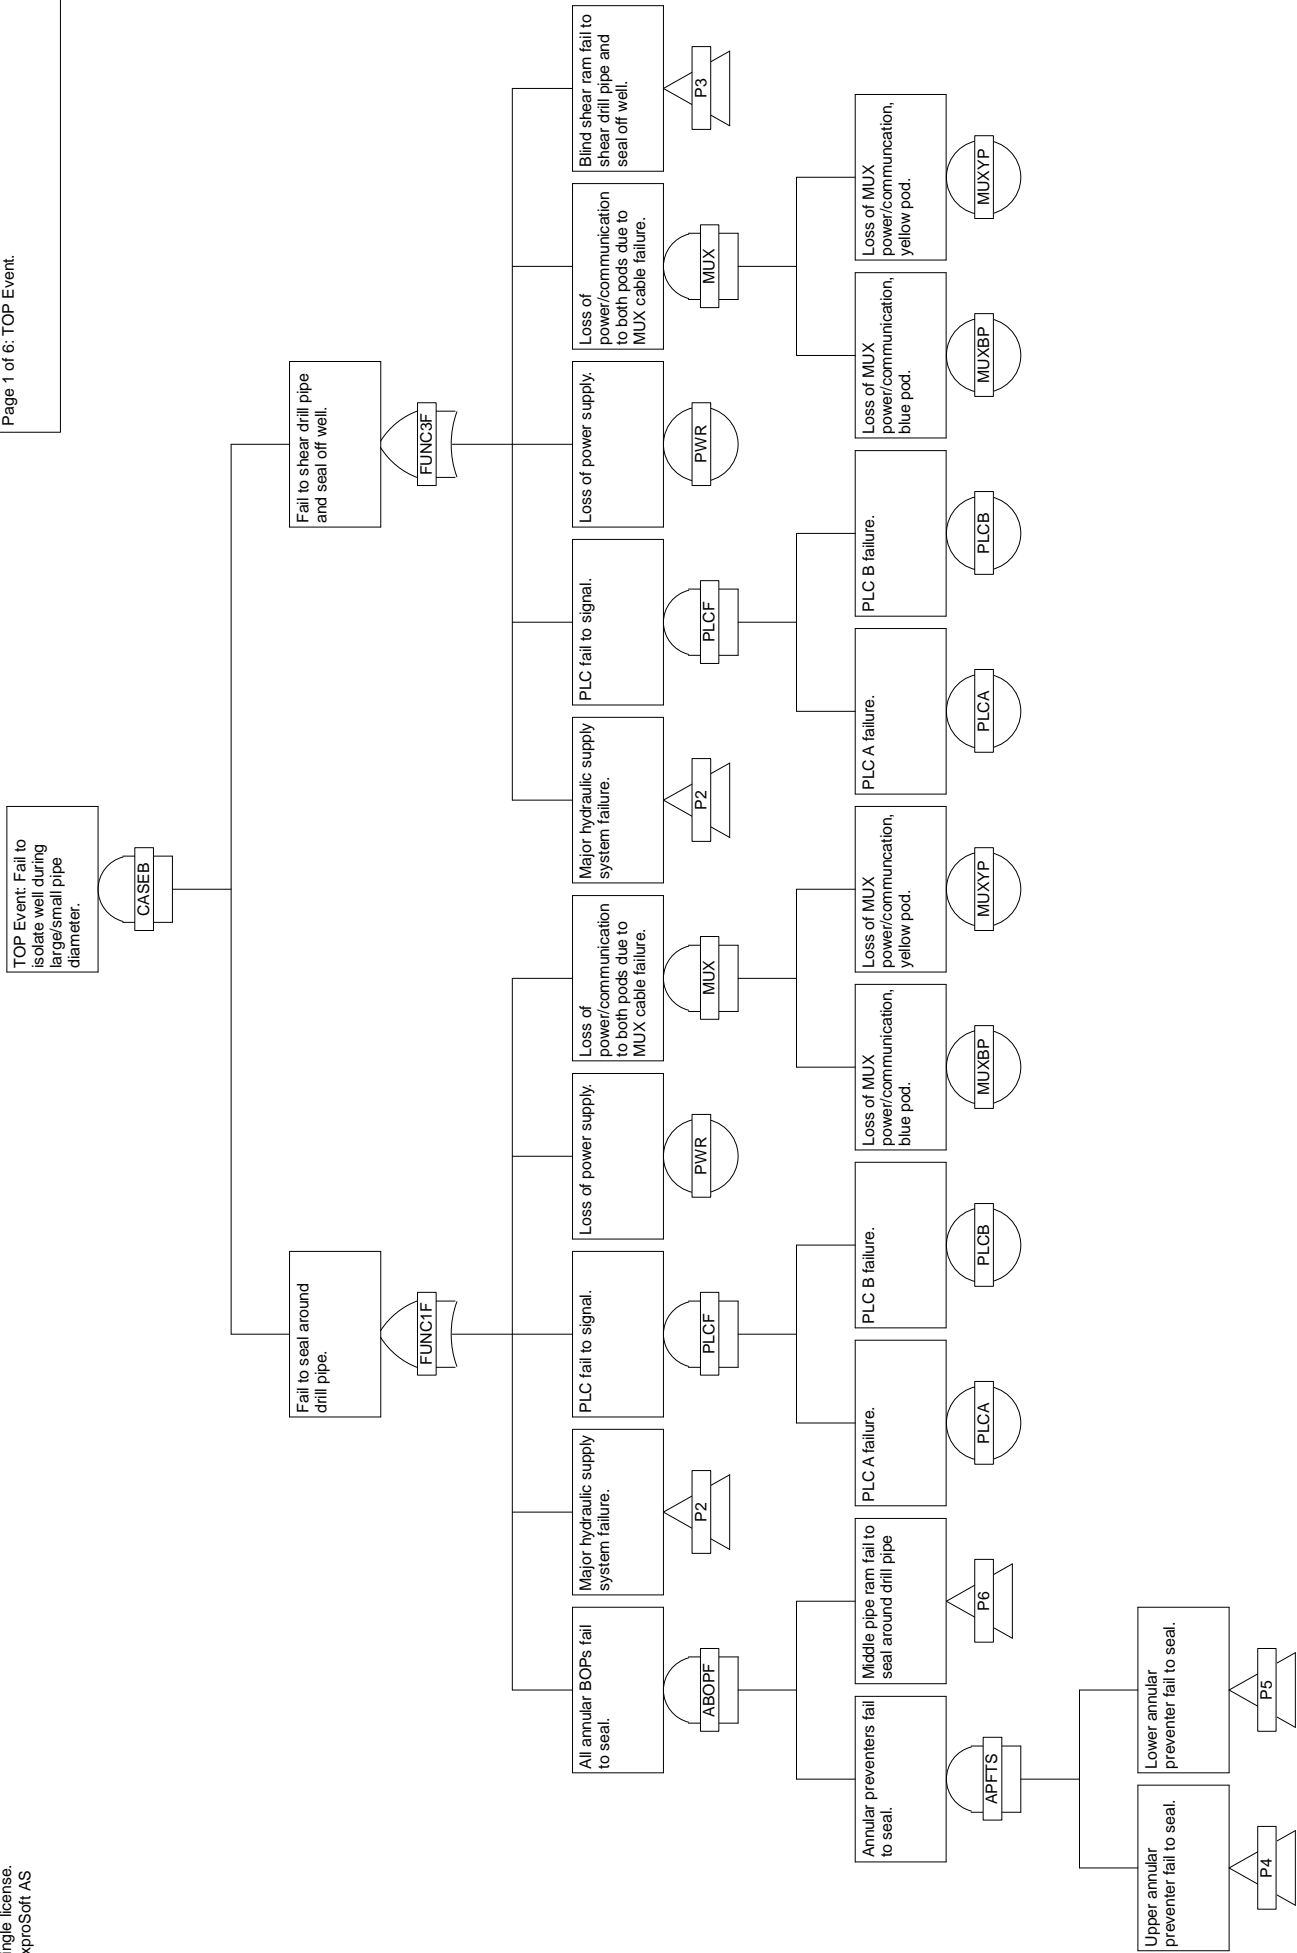 ingle license.
xproSoft AS
Page 1 of 6: TOP Event.
TOP Event: Fail to
isolate well during
large/small pipe
diameter.
CASEB
Fail to seal around
drill pipe.
FUNC1F
Fail to shear drill pipe
and seal off well.
FUNC3F
All annular BOPs fail
to seal.
ABOPF
Major hydraulic supply
system failure.
P2
PLC fail to signal.
PLCF
Loss of power supply.
PWR
Loss of
power/communication
to both pods due to
MUX cable failure.
MUX
Major hydraulic supply
system failure.
P2
PLC fail to signal.
PLCF
Loss of power supply.
PWR
Loss of
power/communication
to both pods due to
MUX cable failure.
MUX
Blind shear ram fail to
shear drill pipe and
seal off well.
P3
Annular preventers fail
to seal.
APFTS
Middle pipe ram fail to
seal around drill pipe
P6
PLC A failure.
PLCA
PLC B failure.
PLCB
Loss of MUX
power/communication,
blue pod.
MUXBP
Loss of MUX
power/communcation,
yellow pod.
MUXYP
PLC A failure.
PLCA
PLC B failure.
PLCB
Loss of MUX
power/communication,
blue pod.
MUXBP
Loss of MUX
power/communcation,
yellow pod.
MUXYP
Upper annular
preventer fail to seal.
P4
Lower annular
preventer fail to seal.
P5